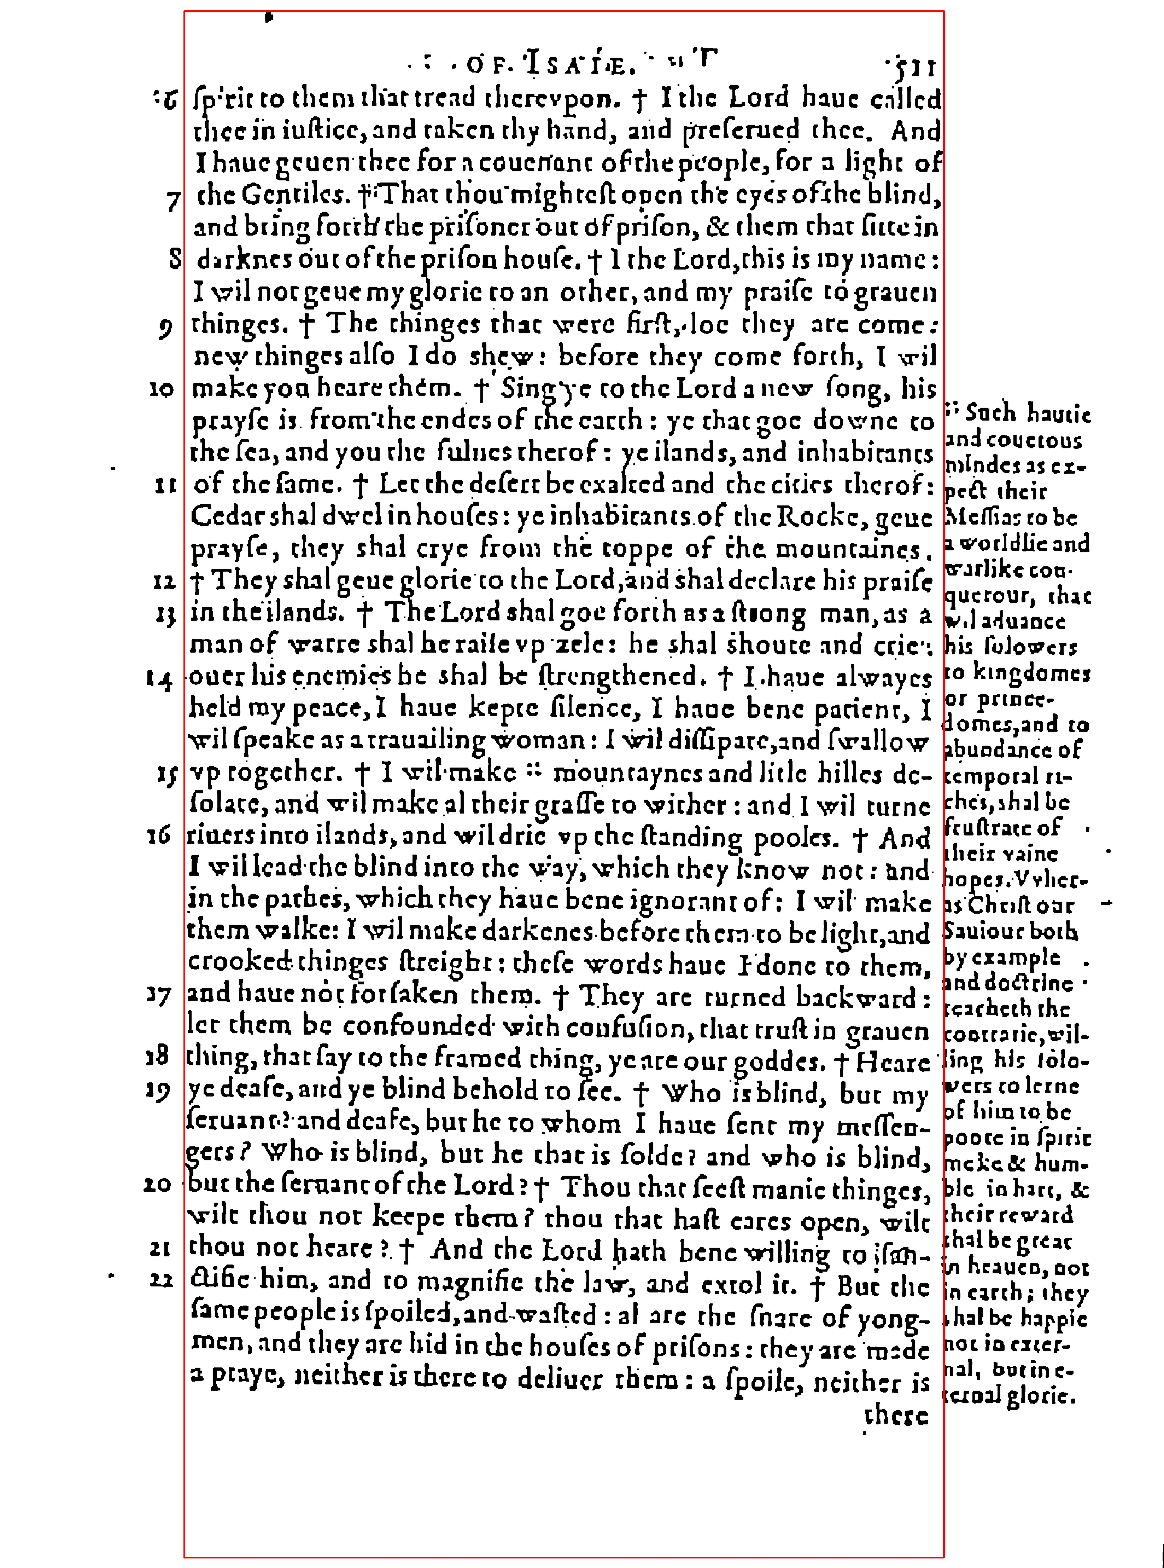 OF. ISAIE. 511
6 ſpirit to them that tread therevpon. † I the Lord haue called
thee in iuſtice, and taken thy hand, and preſerued thee. And
I haue geuen thee for a couenant of the people, for a light of
7 the Gentiles. † That thou mighteſt open the eyes of the blind,
and bring forth the priſoner out of priſon, & them that ſitte in
8 darknes out of the priſon houſe. † I the Lord, this is my name:
I wil not geue my glorie to an other, and my praiſe to grauen
9 thinges. † The thinges that were firſt, loe they are come:
new thinges alſo I do shew: before they come forth, I wil
10 make you heare them. † Sing ye to the Lord a new ſong, his
prayſe is from the endes of the earth: ye that goe downe to
the ſea, and you the fulnes therof: ye ilands, and inhabitants
11 of the ſame. † Let the deſert be exalted and the cities therof:
Cedar shal dwel in houſes: ye inhabitants of the Rocke, geue
prayſe, they shal crye from the toppe of the mountaines.
12 † They shal geue glorie to the Lord, and shal declare his praiſe
13 in the ilands. † The Lord shal goe forth as a ſtrong man, as a
man of warre shal he raiſe vp zele: he shal shoute and crie:
14 ouer his enemies he shal be ſtrengthened. † I haue alwayes
held my peace, I haue kepte ſilence, I haue bene patient, I
wil ſpeake as a trauailing woman: I wil diſſipate, and ſwallow
15 vp together. † I wil make :: mountaynes and litle hilles de-
ſolate, and wil make al their graſſe to wither: and I wil turne
16 riuers into ilands, and wil drie vp the ſtanding pooles. † And
I wil lead the blind into the way, which they know not: and
in the pathes, which they haue bene ignorant of: I wil make
them walke: I wil make darkenes before them to be light, and
crooked thinges ſtreight: theſe words haue I done to them,
17 and haue not forſaken them. † They are turned backward:
let them be confounded with confuſion, that truſt in grauen
18 thing, that ſay to the framed thing, ye are our goddes. † Heare
19 ye deafe, and ye blind behold to ſee. † Who is blind, but my
ſeruant? and deafe, but he to whom I haue ſent my meſſen-
gers? Who is blind, but he that is ſolde? and who is blind,
20 but the ſeruant of the Lord? † Thou that ſeeſt manie thinges,
wilt thou not keepe them? thou that haſt eares open, wilt
21 thou not heare? † And the Lord hath bene willing to ſan-
22 ctifie him, and to magnifie the law, and extol it. † But the
ſame people is ſpoiled, and waſted: al are the ſnare of yong-
men, and they are hid in the houſes of priſons: they are made
a praye, neither is there to deliuer them: a ſpoile, neither is
there
:: Such hautie
and couetous
mindes as ex-
pect their
Meſſias to be
a worldlie and
warlike con-
querour, that
wil aduance
his folowers
to kingdomes
or prince-
domes, and to
abundance of
temporal ri-
ches, shal be
fruſtrate of
their vaine
hopes. Vvher-
as Chriſt our
Sauiour both
by example
and doctrine
teacheth the
contrarie, wil-
ling his folo-
wers to lerne
of him to be
poore in ſpirit
meke & hum-
ble in hart, &
their reward
shal be great
in heauen, not
in earth; they
shal be happie
not in exter-
nal, but in e-
ternal glorie.